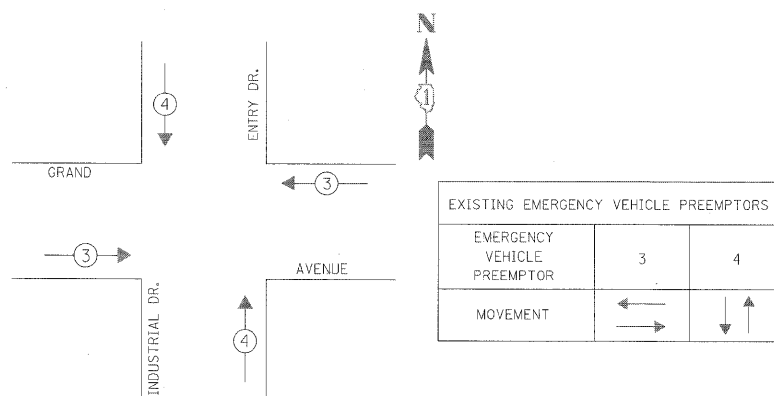 N
1
4
ENTRY DR.
GRAND
3
3
AVENUE
INDUSTRIAL DR.
4
EXISTING EMERGENCY VEHICLE PREEMPTORS
EMERGENCY
VEHICLE
PREEMPTOR
3
4
MOVEMENT